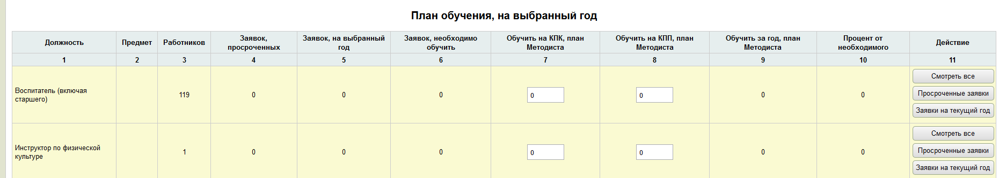 План обучения, на выбранный год
Должность
Предмет
Работников
Заявок,
просроченных
Заявок, на выбранный
год
Заявок, необходимо
обучить
Обучить на КПК, план
Методиста
Обучить на КПП, план
Методиста
Обучить за год, план
Методиста
Процент от
необходимого
Действие
1
2
3
4
5
6
7
8
9
10
11
Воспитатель (включая
старшего)
119
0
0
0
0
0
0
0
Смотреть все
Просроченные заявки
Заявки на текущий год
Инструктор по физической
культуре
1
0
0
0
0
0
0
0
Смотреть все
Просроченные заявки
Заявки на текущий год